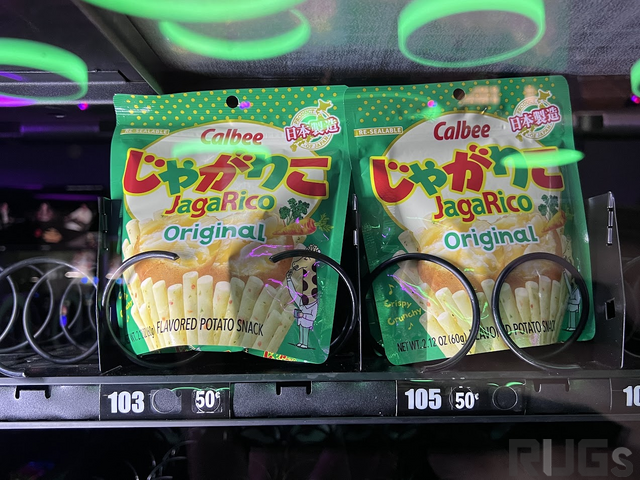 RE-SEALABLE
日本製造
Calbee
じゃがりこ
JagaRico
Original
FLAVORED POTATO SNACK
RE-SEALABLE
日本製造
Calbee
じゃがりこ
JagaRico
Original
Crispy
Crunchy
NET WT. 2.12 OZ (60g)
FLAVORED POTATO SNACK
103 50¢
105 50¢
10
RUGs